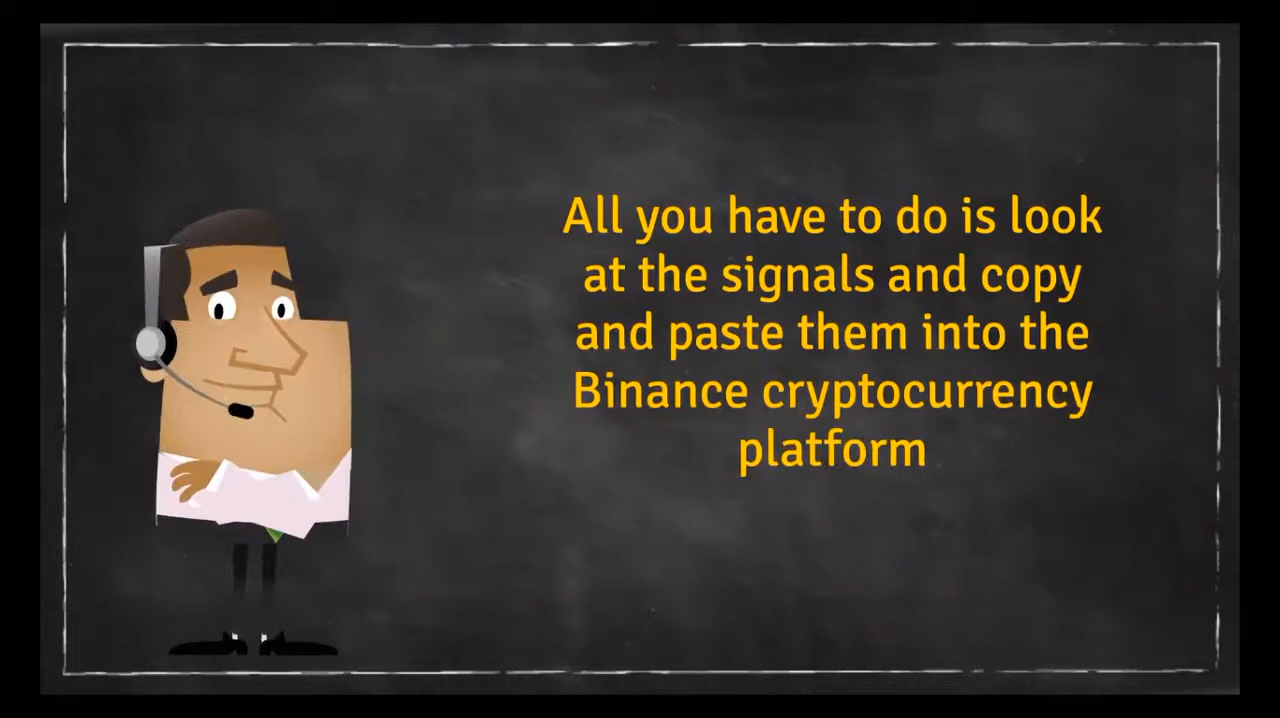 All you have to do is look
at the signals and copy
and paste them into the
Binance cryptocurrency
platform